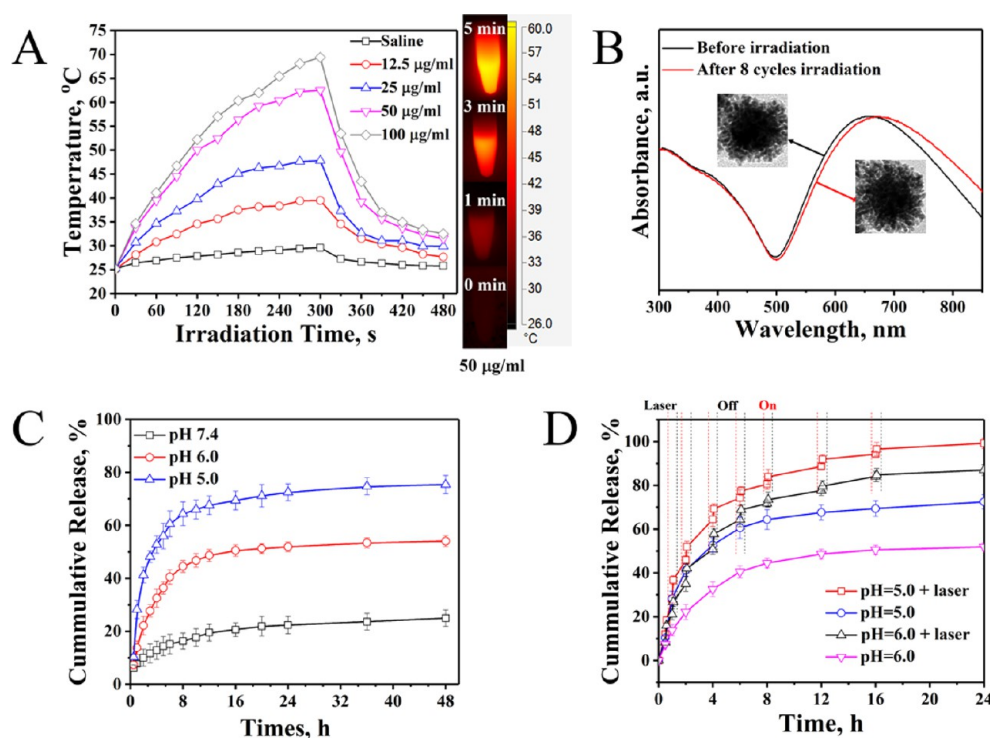 A
Temperrature, °C
80
75
70
65
60
55
50
45
40
35
30
25
20
0 60 120 180 240 300 360 420 480
Irradiation Time, s
Saline
12.5 μg/ml
25 μg/ml
50 μg/ml
100 μg/ml
5 min
3 min
1 min
0 min
60.0
54
48
42
39
36
33
30
26.0
°C
50 μg/ml
B
Absorbance, a.u.
Before irradiation
After 8 cycles irradiation
300 400 500 600 700 800
Wavelength, nm
C
Cummulative Release, %
100
80
60
40
20
0
pH 7.4
pH 6.0
pH 5.0
0 8 16 24 32 40 48
Times, h
D
Cummulative Release, %
Laser Off On
100
80
60
40
20
0
pH=5.0 + laser
pH=5.0
pH=6.0 + laser
pH=6.0
0 4 8 12 16 20 24
Time, h